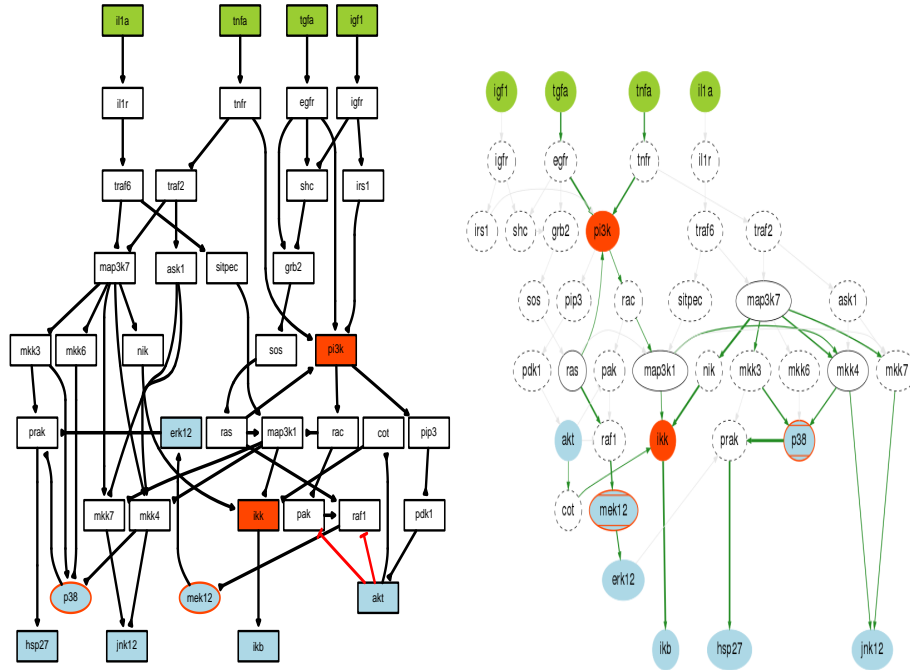 il1a tnfa tgfa igf1
il1r tnfr egfr igfr
traf6 traf2 shc irs1
map3k7 ask1 sitpec grb2
mkk3 mkk6 nik sos pi3k
prak erk12 ras map3k1 rac cot pip3
mkk7 mkk4 ikk pak raf1 pdk1
p38 mek12 akt
hsp27 jnk12 ikb
igf1 tgfa tnfa il1a
igfr egfr tnfr il1r
irs1 shc grb2 pi3k traf6 traf2
sos pip3 rac sitpec map3k7 ask1
pdk1 ras pak map3k1 nik mkk3 mkk6 mkk4 mkk7
akt raf1 ikk prak p38
cot mek12
erk12
ikb hsp27 jnk12